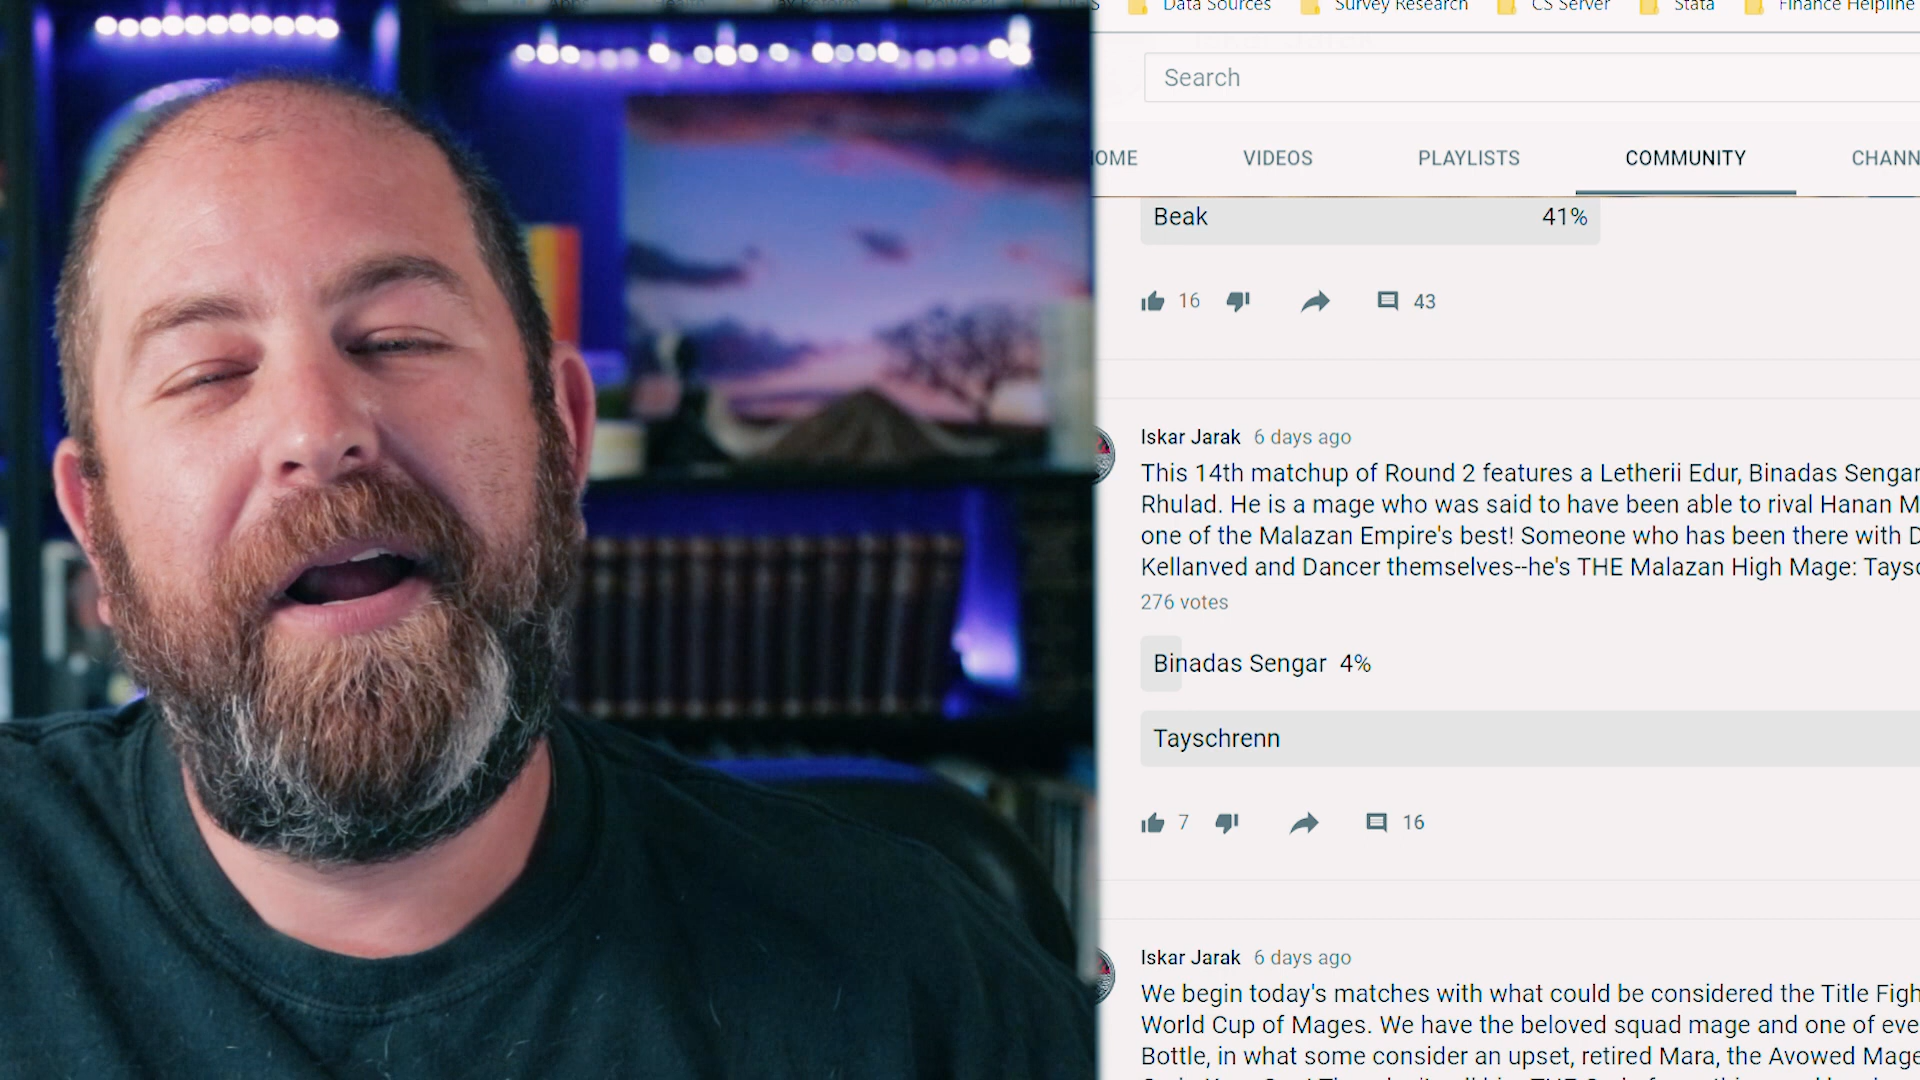 Data Sources Survey Research CS Server Stata Finance Helpline
Search
OME VIDEOS PLAYLISTS COMMUNITY CHANN
Beak 41%
16 43
Iskar Jarak 6 days ago
This 14th matchup of Round 2 features a Letherii Edur, Binadas Sengar
Rhulad. He is a mage who was said to have been able to rival Hanan M
one of the Malazan Empire's best! Someone who has been there with D
Kellanved and Dancer themselves--he's THE Malazan High Mage: Taysc
276 votes
Binadas Sengar 4%
Tayschrenn
7 16
Iskar Jarak 6 days ago
We begin today's matches with what could be considered the Title Figh
World Cup of Mages. We have the beloved squad mage and one of eve
Bottle, in what some consider an upset, retired Mara, the Avowed Mage